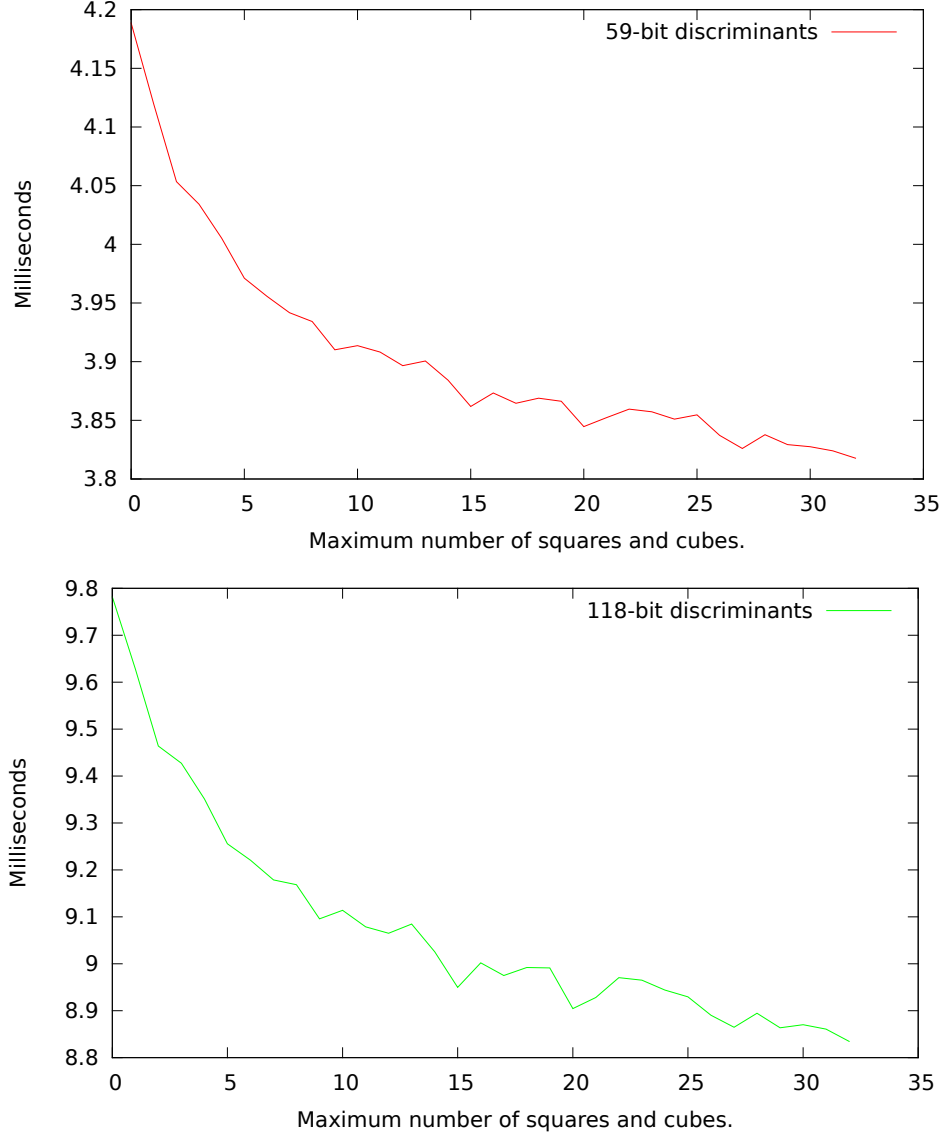 59-bit discriminants
Milliseconds
4.2
4.15
4.1
4.05
4
3.95
3.9
3.85
3.8
0 5 10 15 20 25 30 35
Maximum number of squares and cubes.
118-bit discriminants
Milliseconds
9.8
9.7
9.6
9.5
9.4
9.3
9.2
9.1
9
8.9
8.8
0 5 10 15 20 25 30 35
Maximum number of squares and cubes.